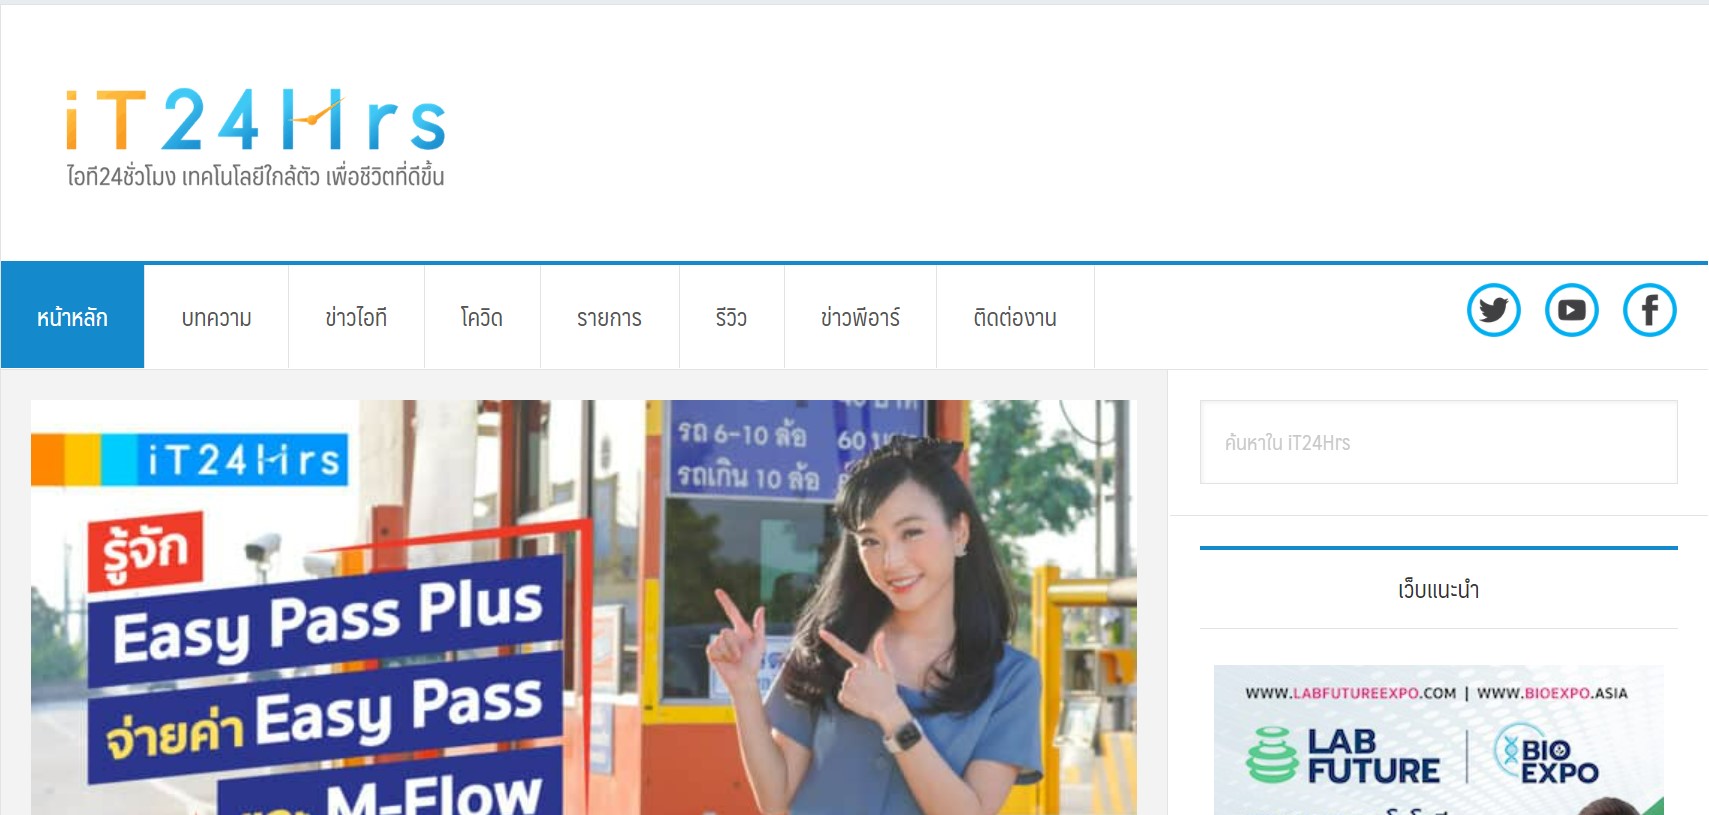 iT24Hrs
ไอที24ชั่วโมง เทคโนโลยีใกล้ตัว เพื่อชีวิตที่ดีขึ้น
หน้าหลัก
บทความ
ข่าวไอที
โควิด
รายการ
รีวิว
ข่าวพีอาร์
ติดต่องาน
iT24Hrs
รถ 6-10 ล้อ 60
รถเกิน 10 ล้อ
รู้จัก
Easy Pass Plus
จ่ายค่า Easy Pass
และ M-Flow
ค้นหาใน iT24Hrs
เว็บแนะนำ
WWW.LABFUTUREEXPO.COM | WWW.BIOEXPO.ASIA
LAB
FUTURE
BIO
EXPO